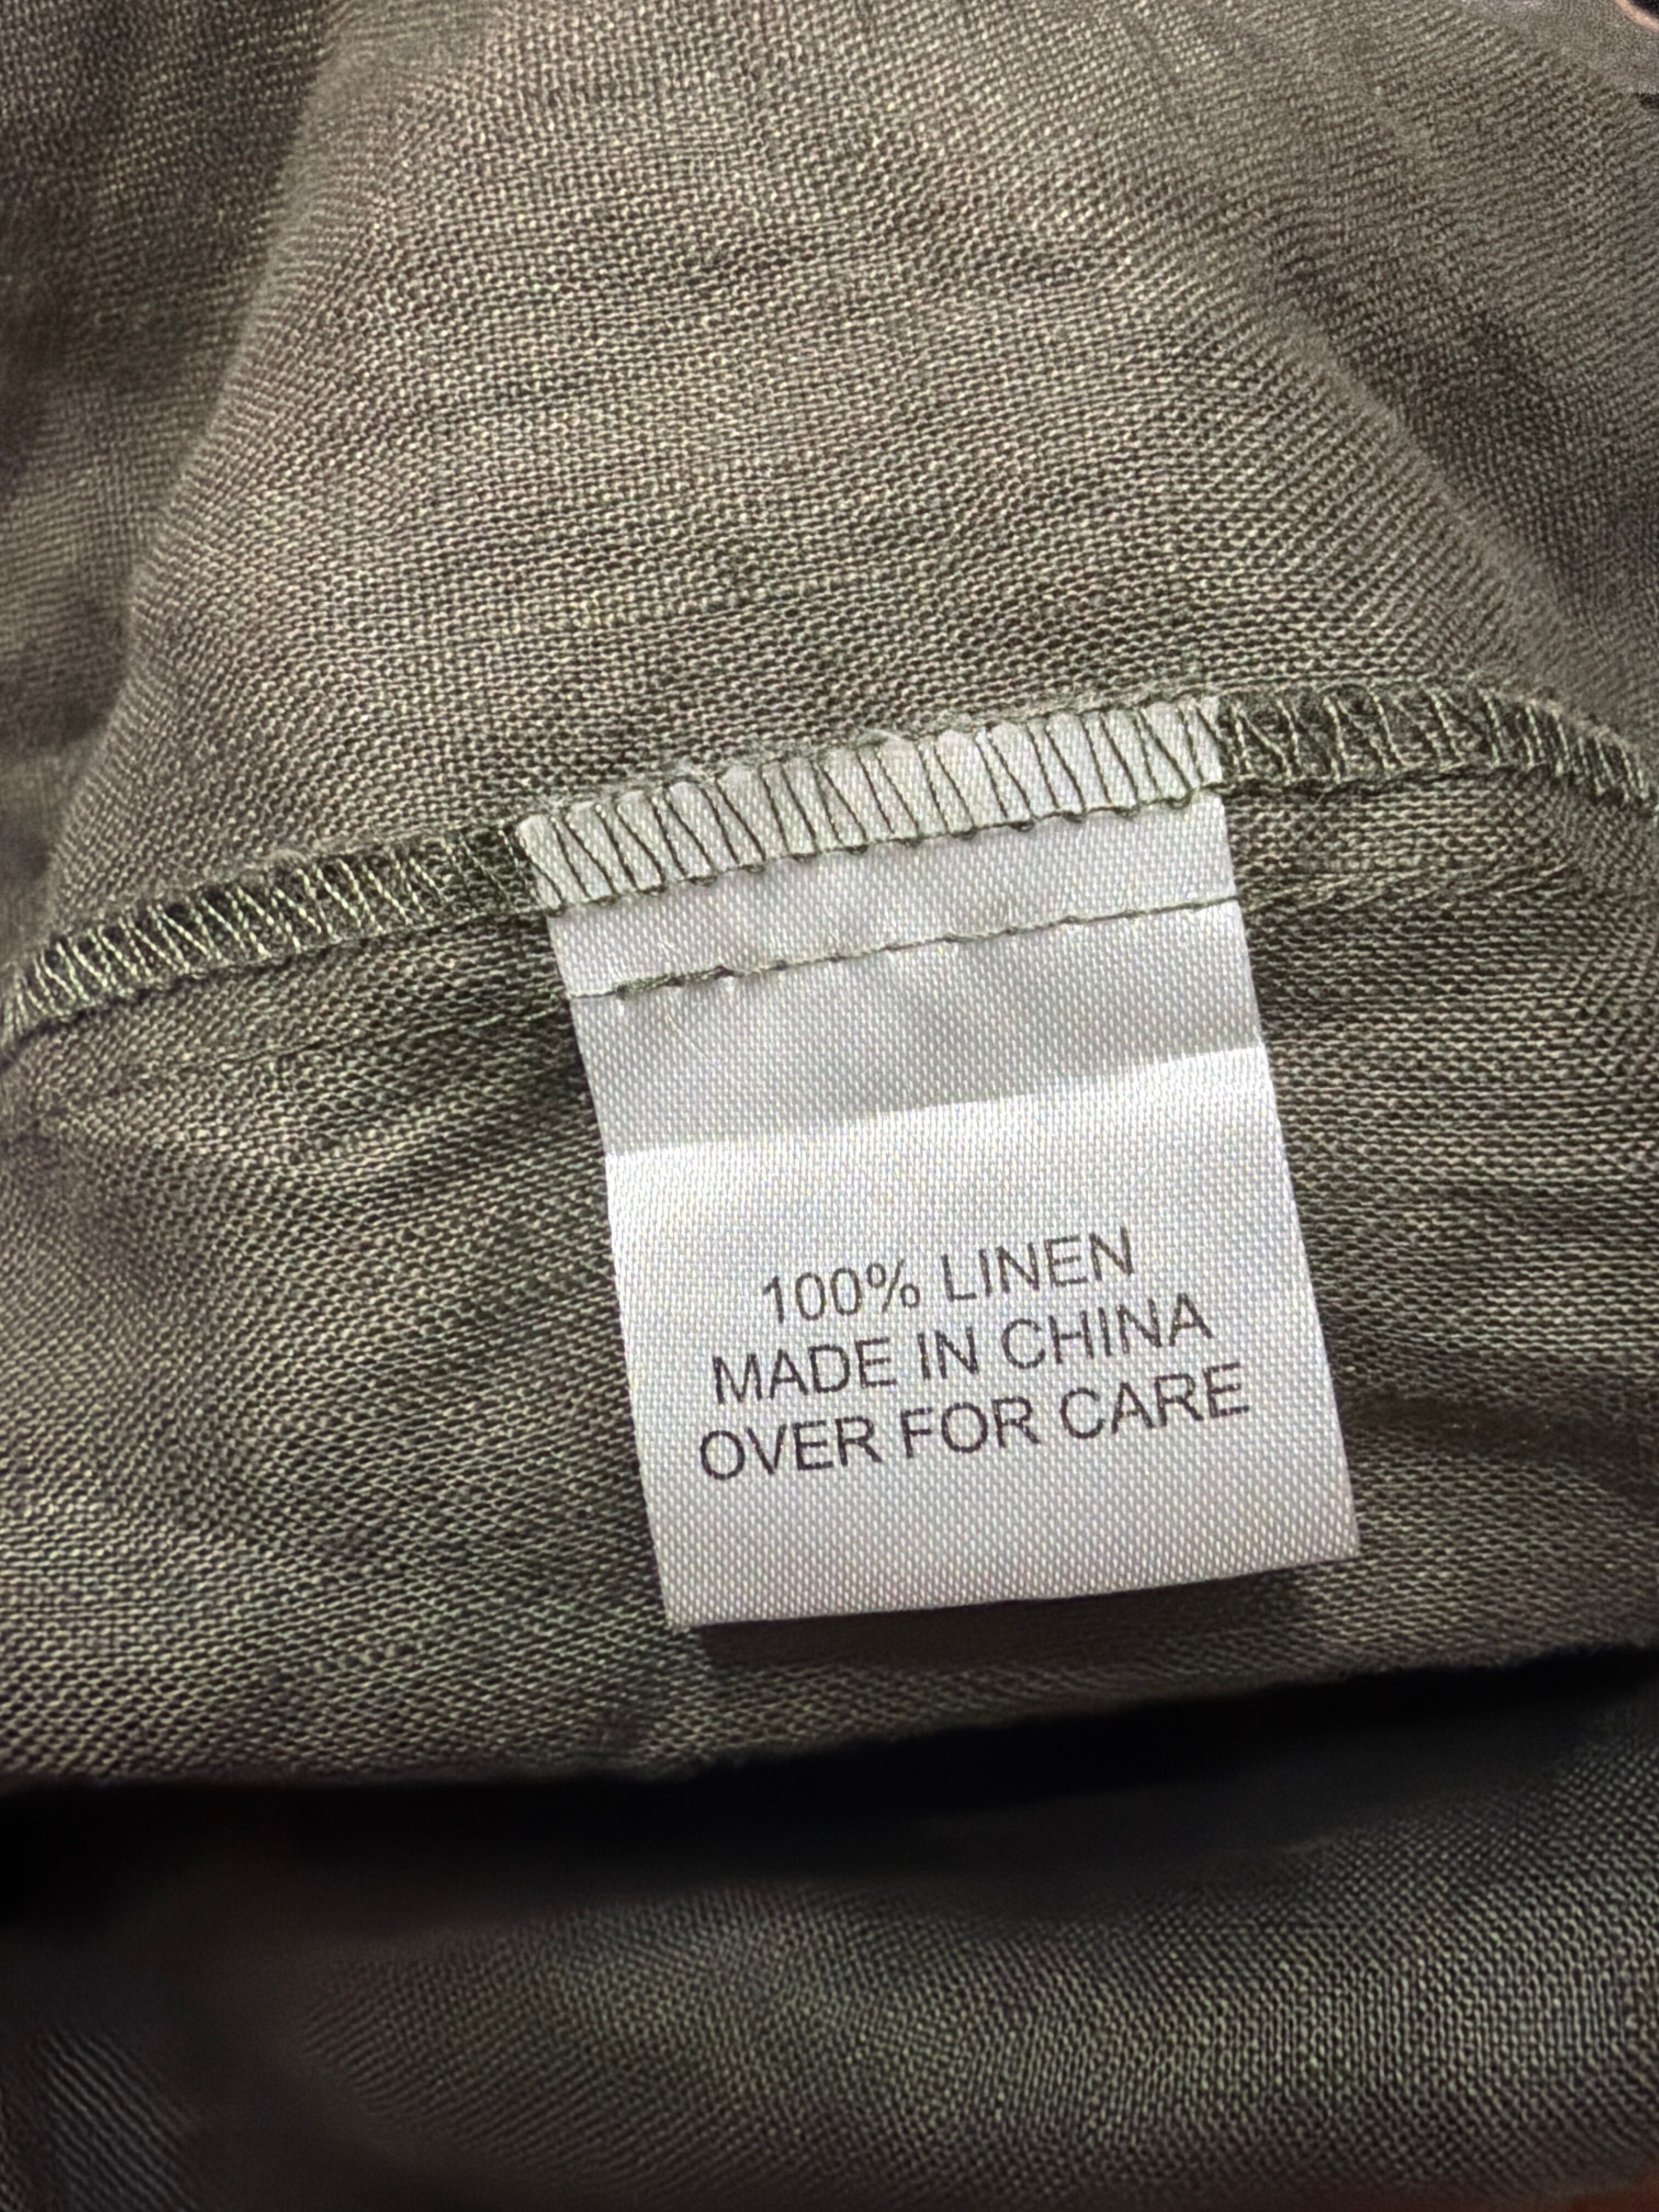 100% LINEN
MADE IN CHINA
OVER FOR CARE